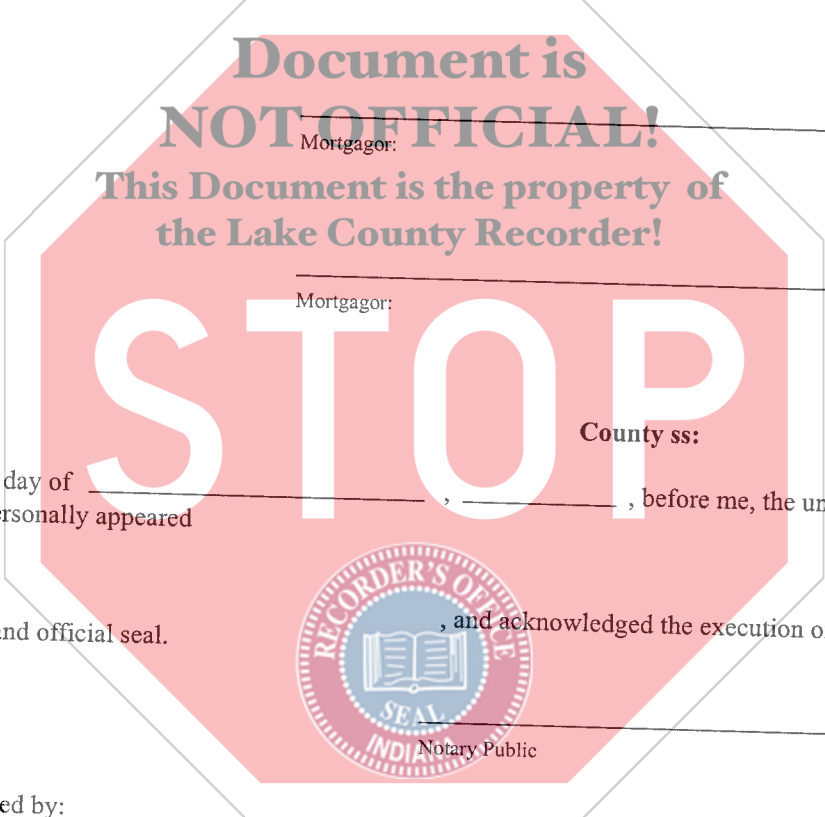 Document is
NOT OFFICIAL!
Mortgagor:
This Document is the property of
the Lake County Recorder!
Mortgagor:
STOP
County ss:
day of , , before me, the un
ersonally appeared
RECORDER'S OFFICE
, and acknowledged the execution o
and official seal.
SEAL
INDIANA
Notary Public
ed by: